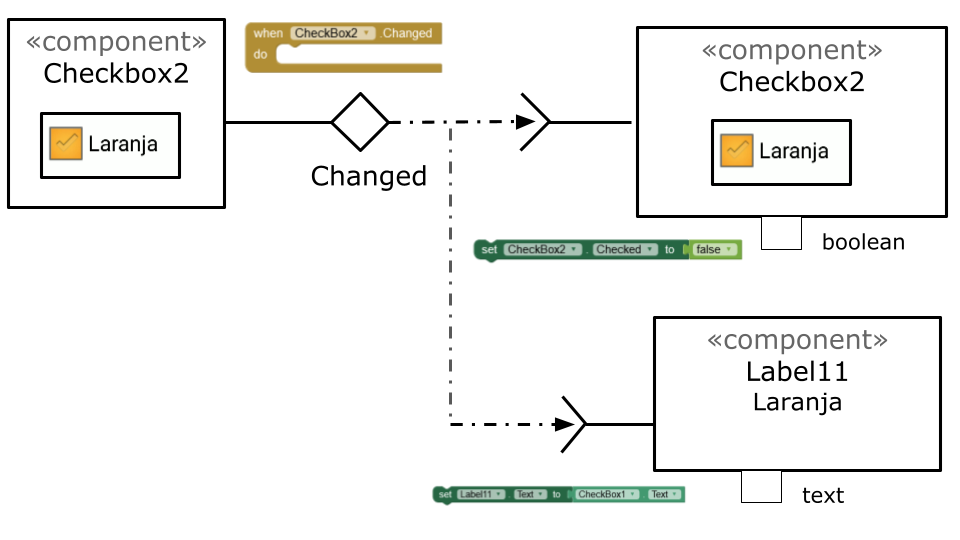 «component»
Checkbox2
Laranja
when CheckBox2 .Changed
do
Changed
«component»
Checkbox2
Laranja
boolean
set CheckBox2 . Checked to false
«component»
Label11
Laranja
text
set Label11 . Text to CheckBox1 . Text